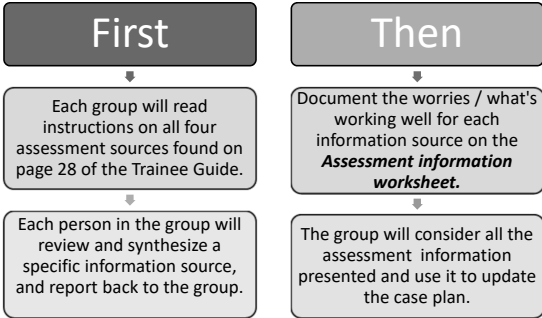 First
Each group will read
instructions on all four
assessment sources found on
page 28 of the Trainee Guide.
Each person in the group will
review and synthesize a
specific information source,
and report back to the group.
Then
Document the worries / what's
working well for each
information source on the
Assessment information
worksheet.
The group will consider all the
assessment information
presented and use it to update
the case plan.